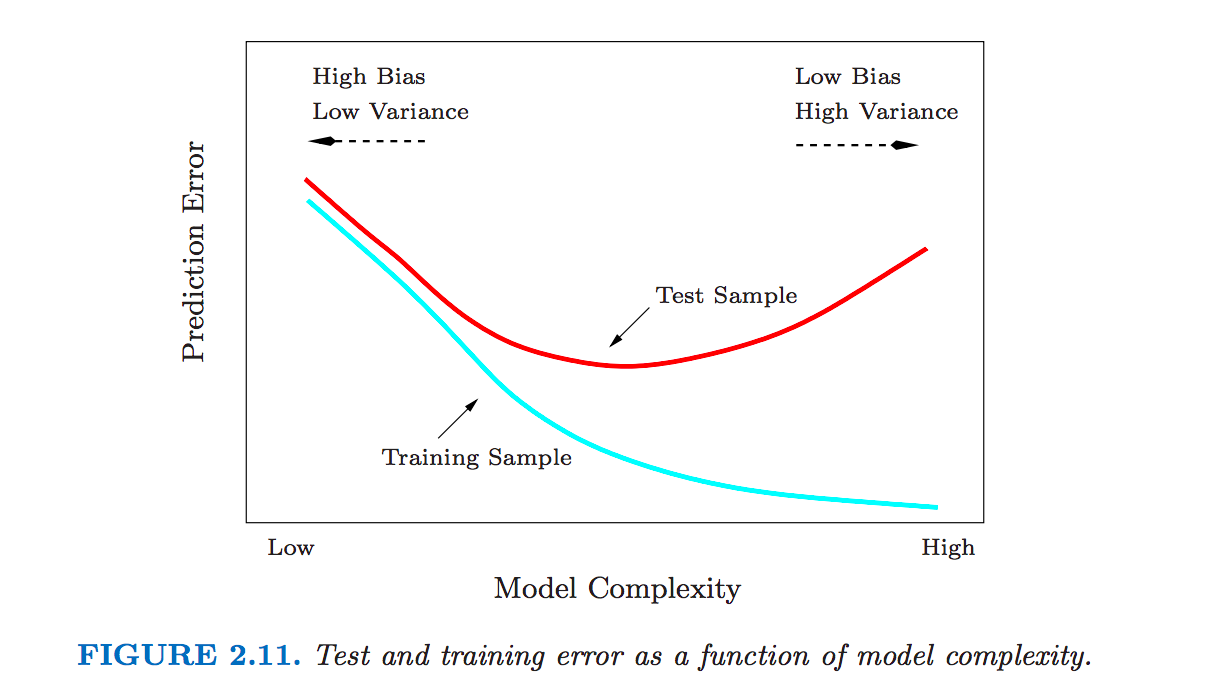 High Bias
Low Variance
Low Bias
High Variance
Prediction Error
Test Sample
Training Sample
Low
High
Model Complexity
FIGURE 2.11. Test and training error as a function of model complexity.